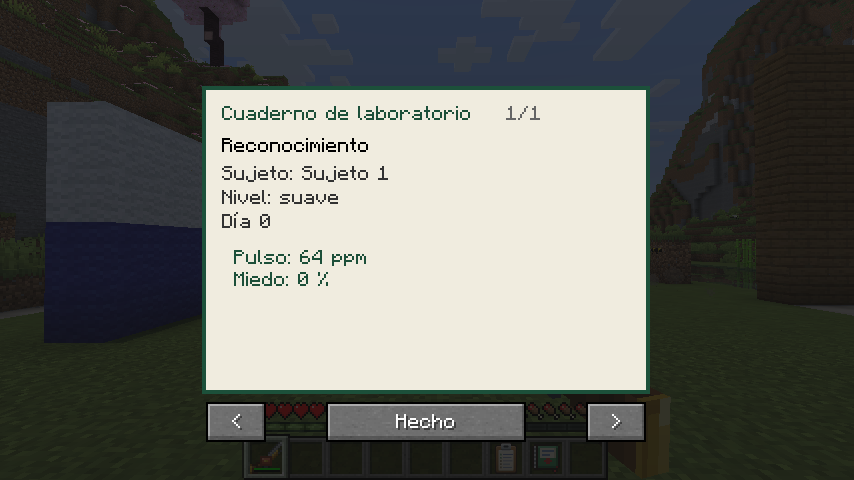 Cuaderno de laboratorio 1/1
Reconocimiento
Sujeto: Sujeto 1
Nivel: suave
Día 0
Pulso: 64 ppm
Miedo: 0 %
< Hecho >